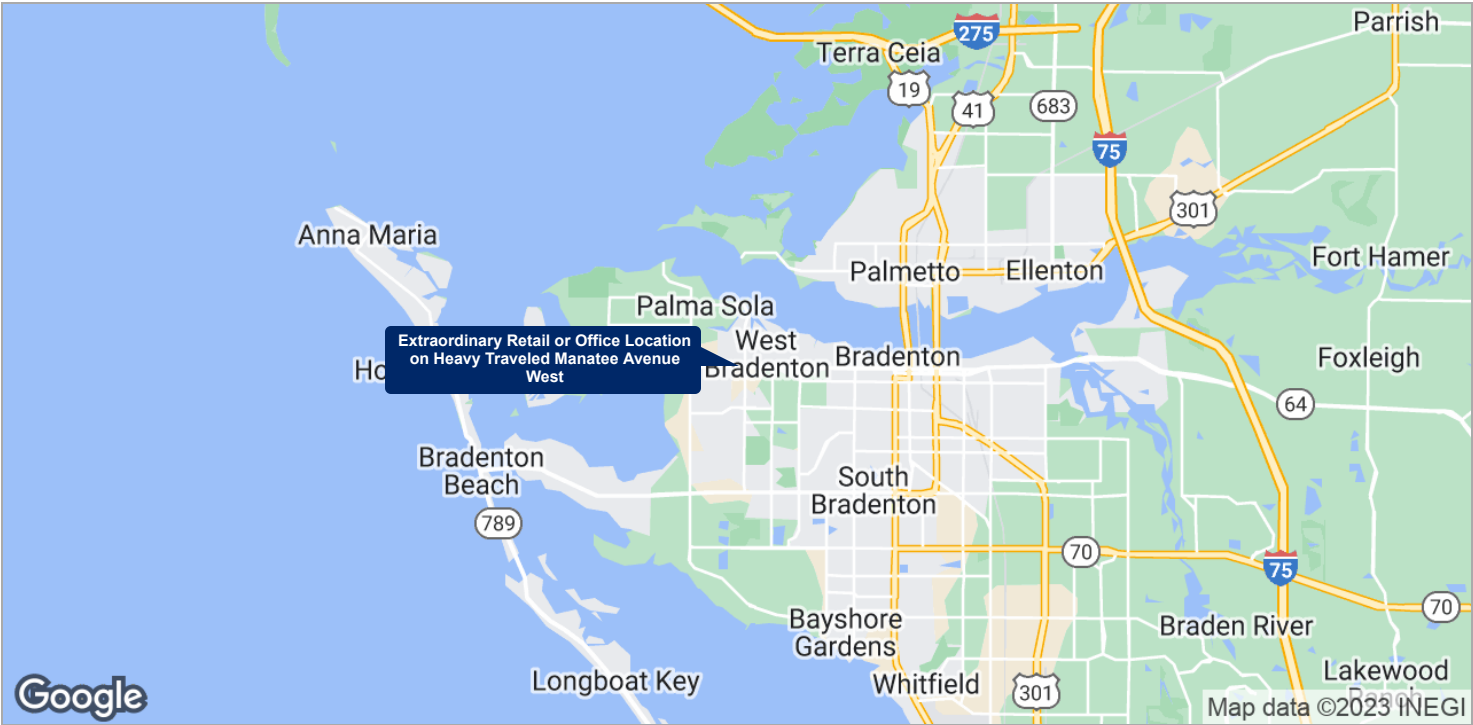 Parrish
275
Terra Ceia
19
41
683
75
301
Anna Maria
Fort Hamer
Palmetto
Ellenton
Palma Sola
Extraordinary Retail or Office Location
on Heavy Traveled Manatee Avenue
West
West
Bradenton
Bradenton
Foxleigh
Ho
64
Bradenton
Beach
South
Bradenton
789
70
75
70
Bayshore
Gardens
Braden River
Longboat Key
Whitfield
301
Lakewood
Ranch
Google
Map data ©2023 INEGI